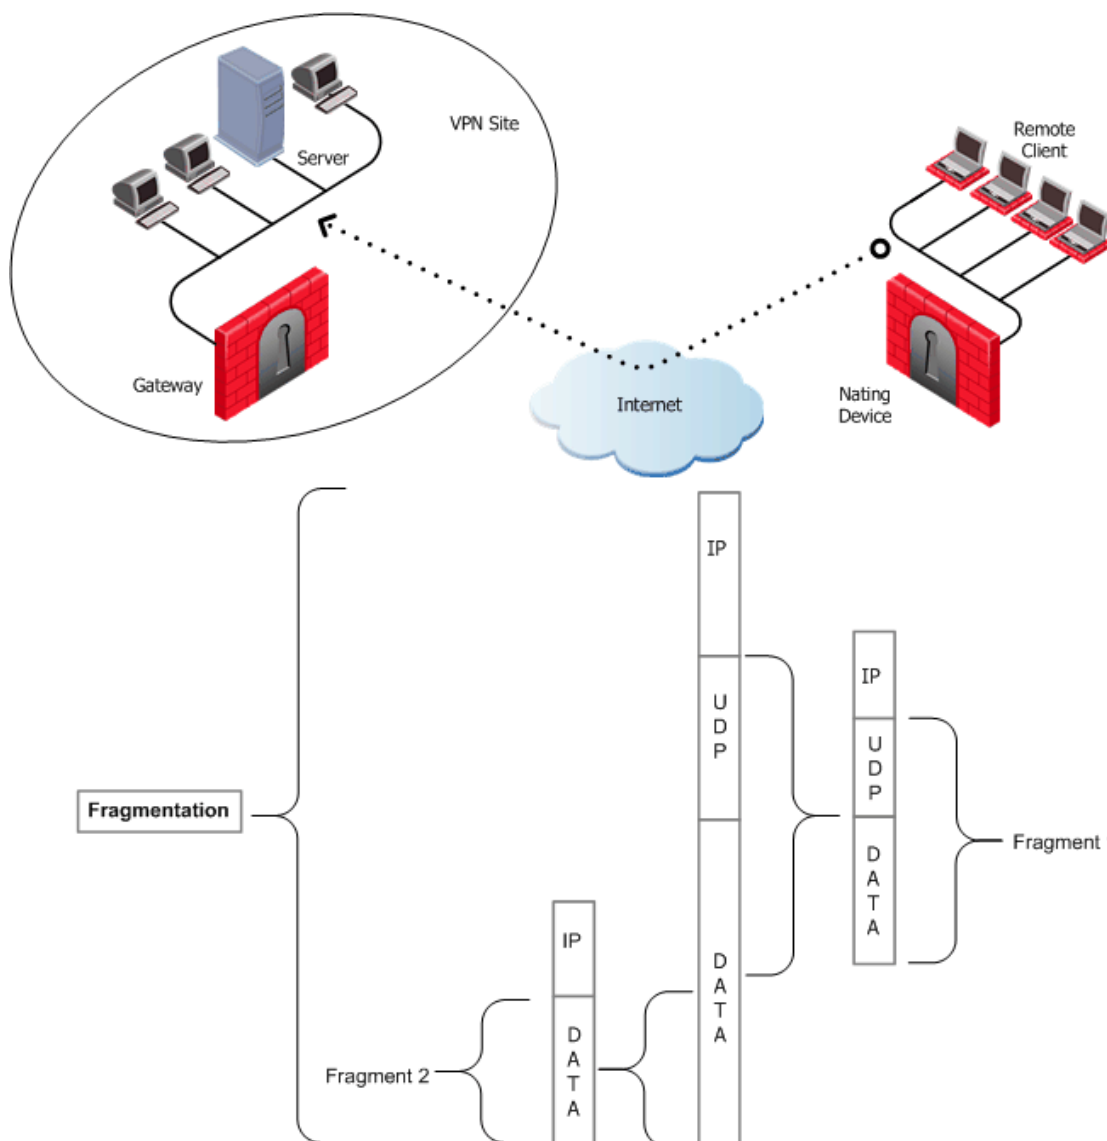 VPN Site
Server
Gateway
Internet
Remote
Client
Nating
Device
Fragmentation
IP
UDP
DATA
IP
UDP
DATA
Fragment
IP
DATA
Fragment 2